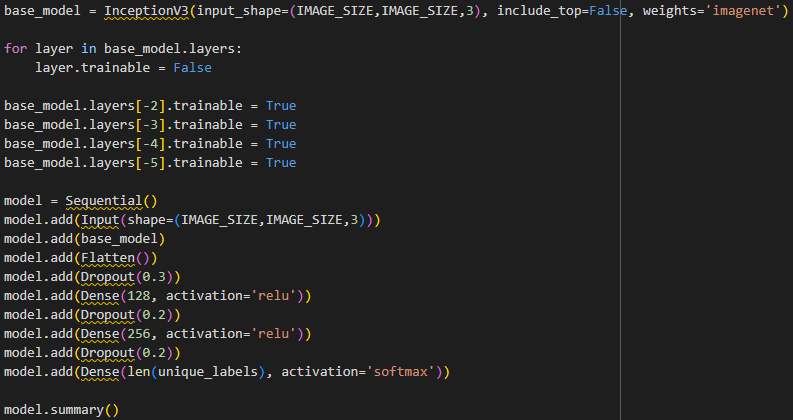 base_model = InceptionV3(input_shape=(IMAGE_SIZE,IMAGE_SIZE,3), include_top=False, weights='imagenet')
for layer in base_model.layers:
    layer.trainable = False
base_model.layers[-2].trainable = True
base_model.layers[-3].trainable = True
base_model.layers[-4].trainable = True
base_model.layers[-5].trainable = True
model = Sequential()
model.add(Input(shape=(IMAGE_SIZE,IMAGE_SIZE,3)))
model.add(base_model)
model.add(Flatten())
model.add(Dropout(0.3))
model.add(Dense(128, activation='relu'))
model.add(Dropout(0.2))
model.add(Dense(256, activation='relu'))
model.add(Dropout(0.2))
model.add(Dense(len(unique_labels), activation='softmax'))
model.summary()